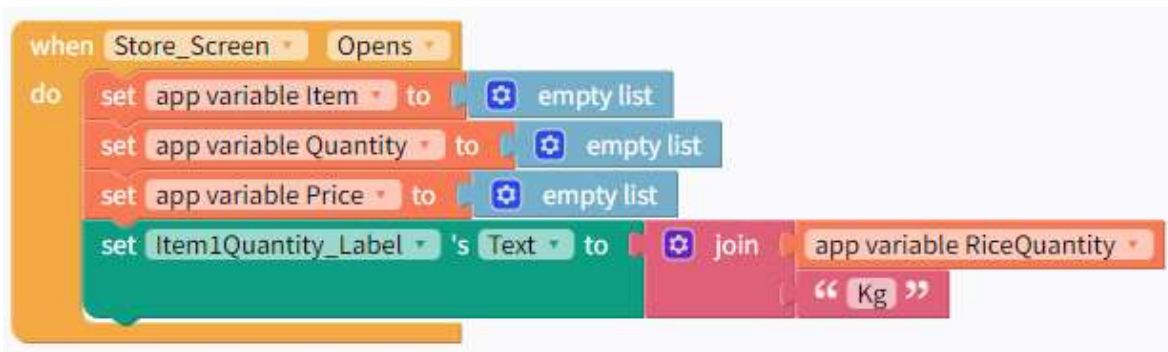 when Store_Screen Opens
do set app variable Item to empty list
set app variable Quantity to empty list
set app variable Price to empty list
set Item1Quantity_Label 's Text to join app variable RiceQuantity
“ Kg ”